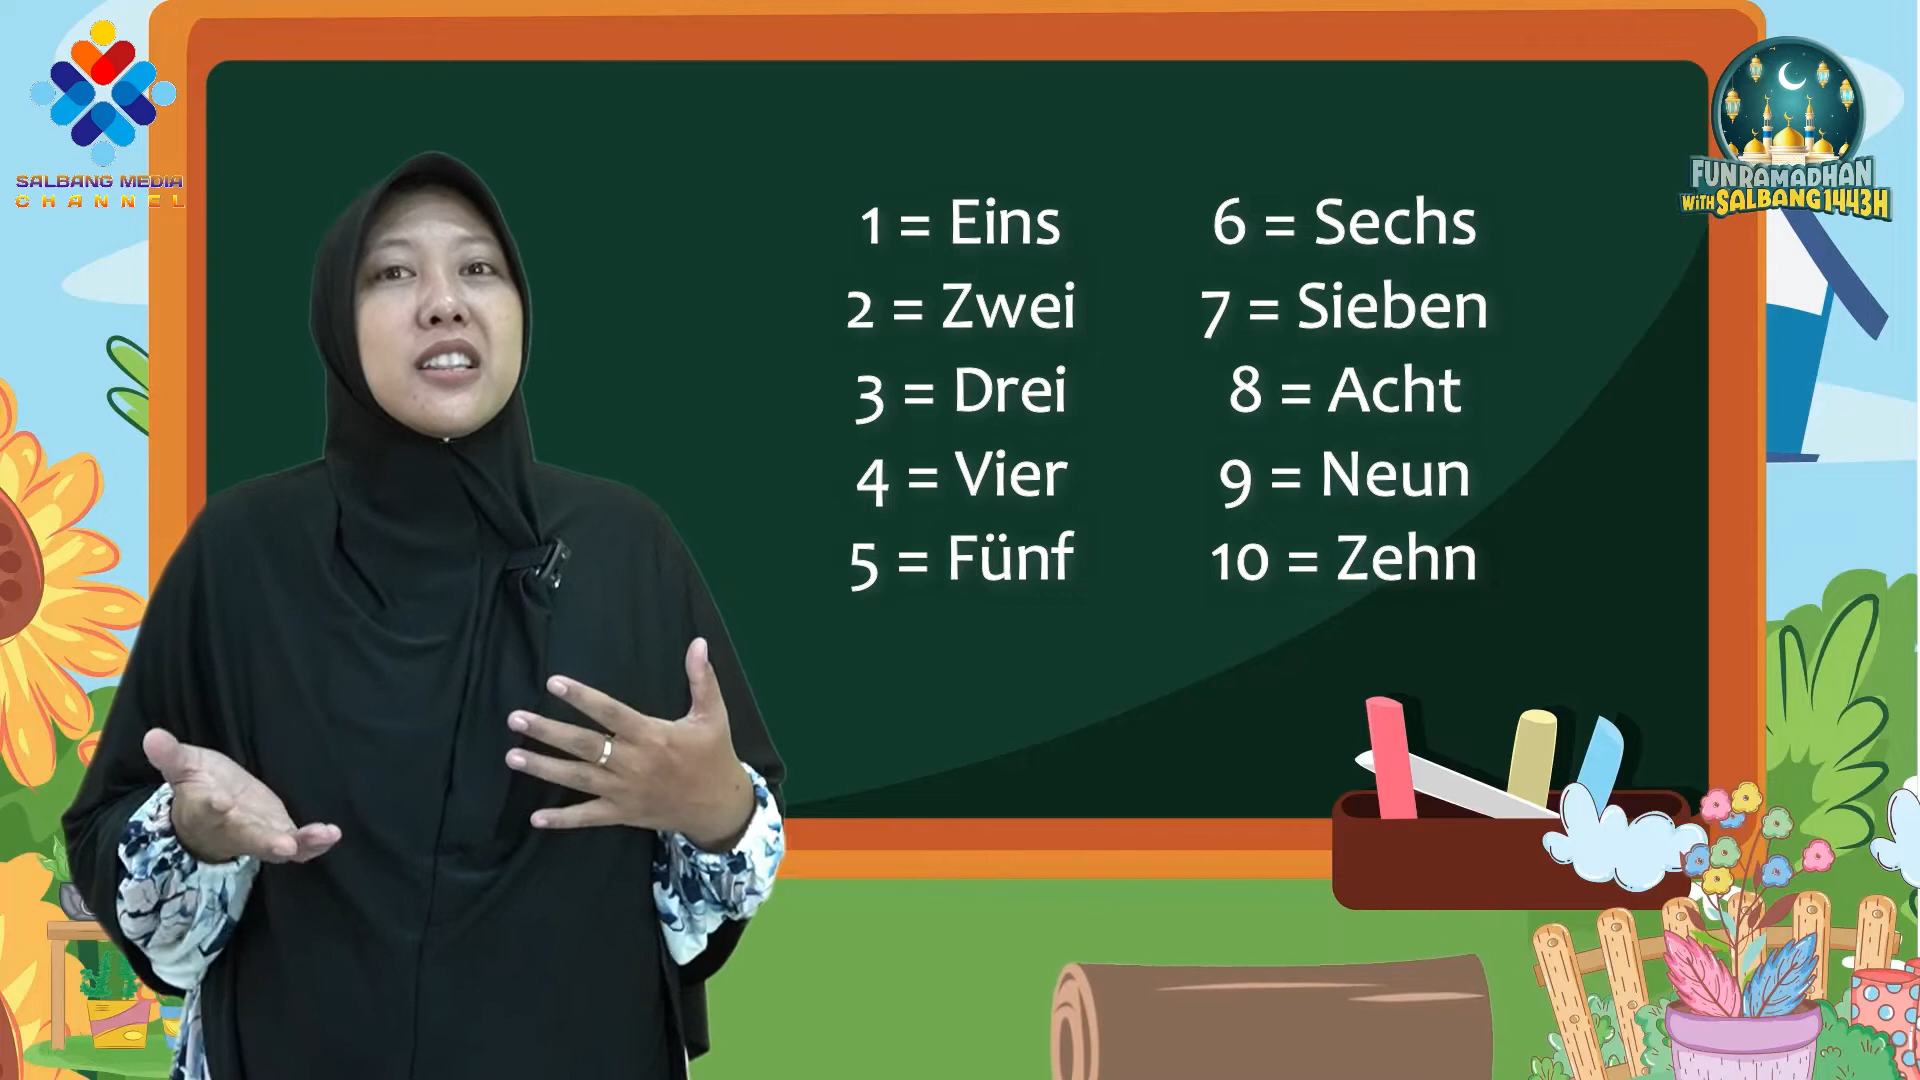 SALBANG MEDIA
CHANNEL
FUNRAMADHAN
WITH SALBANG 1443H
1 = Eins
2 = Zwei
3 = Drei
4 = Vier
5 = Fünf
6 = Sechs
7 = Sieben
8 = Acht
9 = Neun
10 = Zehn